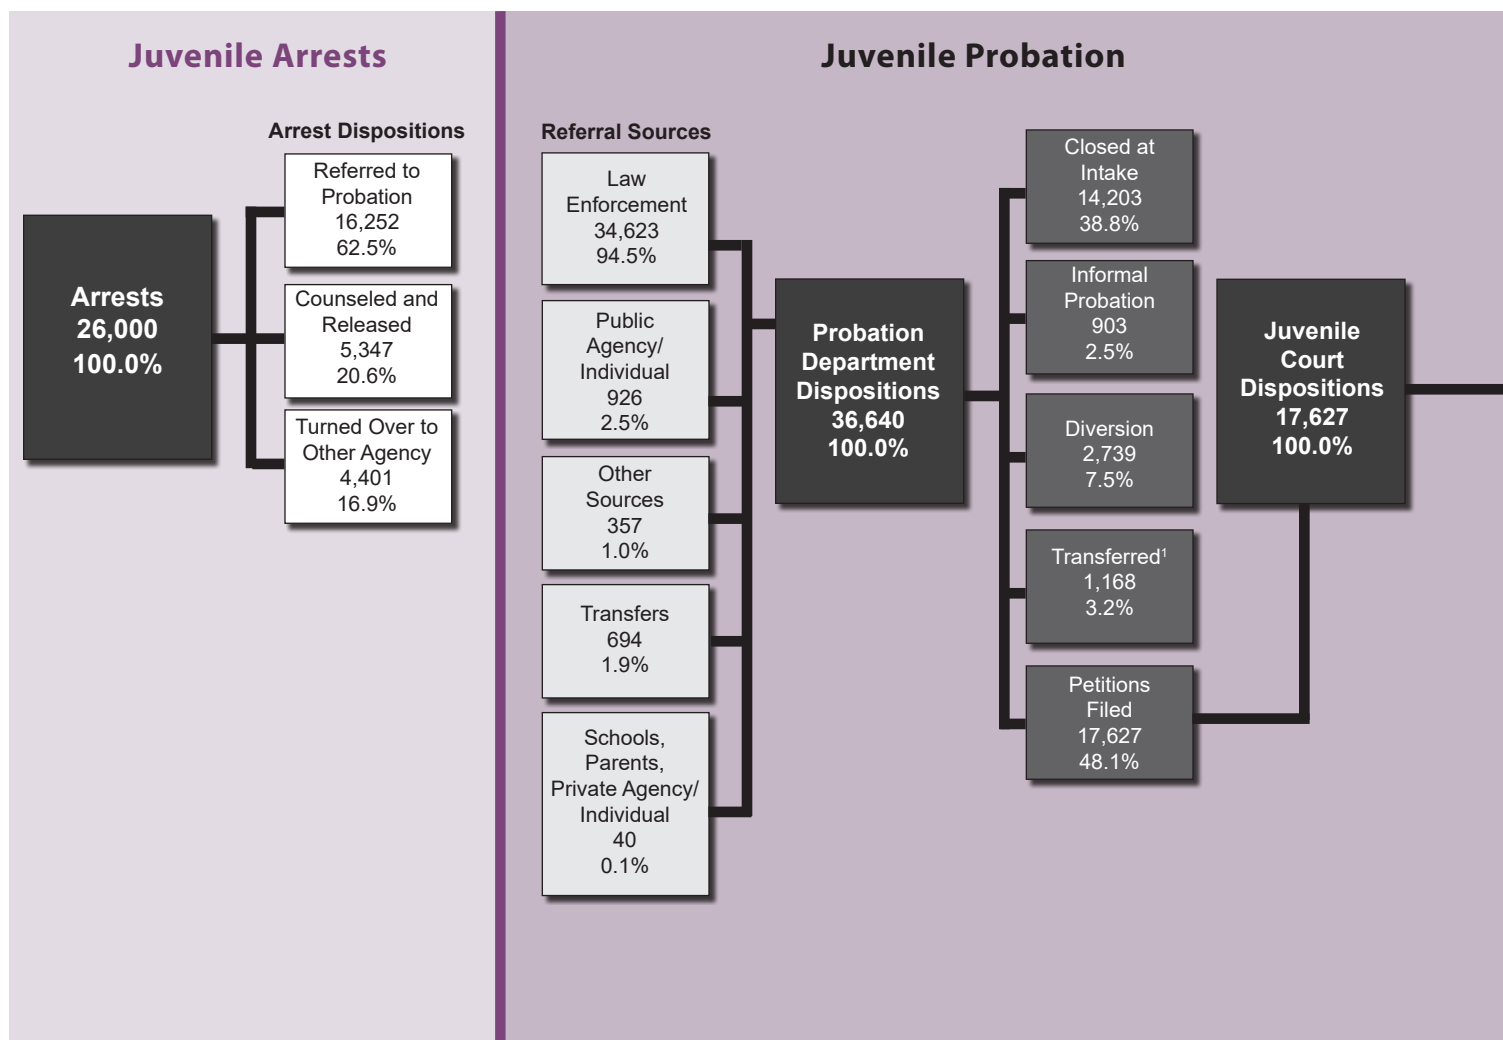 Juvenile Arrests
Arrest Dispositions
Referred to
Probation
16,252
62.5%
Arrests
26,000
100.0%
Counseled and
Released
5,347
20.6%
Turned Over to
Other Agency
4,401
16.9%
Juvenile Probation
Referral Sources
Law
Enforcement
34,623
94.5%
Public
Agency/
Individual
926
2.5%
Other
Sources
357
1.0%
Transfers
694
1.9%
Schools,
Parents,
Private Agency/
Individual
40
0.1%
Probation
Department
Dispositions
36,640
100.0%
Closed at
Intake
14,203
38.8%
Informal
Probation
903
2.5%
Diversion
2,739
7.5%
Transferred¹
1,168
3.2%
Petitions
Filed
17,627
48.1%
Juvenile
Court
Dispositions
17,627
100.0%